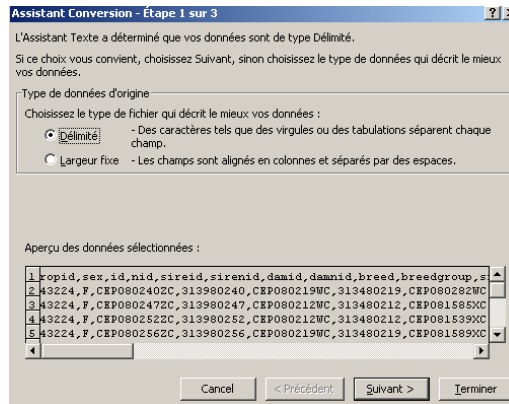 Assistant Conversion - Étape 1 sur 3
L'Assistant Texte a déterminé que vos données sont de type Délimité.
Si ce choix vous convient, choisissez Suivant, sinon choisissez le type de données qui décrit le mieux
vos données.
Type de données d'origine
Choisissez le type de fichier qui décrit le mieux vos données :
Délimité - Des caractères tels que des virgules ou des tabulations séparent chaque
champ.
Largeur fixe - Les champs sont alignés en colonnes et séparés par des espaces.
Aperçu des données sélectionnées :
1 ropid,sex,id,nid,sireid,sirenid,damid,damnid,breed,breedgroup,s
2 43224,F,CEP080240ZC,313980240,CEP080219WC,313480219,CEP080282WC
3 43224,F,CEP080247ZC,313980247,CEP080212WC,313480212,CEP081585XC
4 43224,F,CEP080252ZC,313980252,CEP080212WC,313480212,CEP081539XC
5 43224,F,CEP080256ZC,313980256,CEP080219WC,313480219,CEP081589XC
Cancel < Précédent Suivant > Terminer